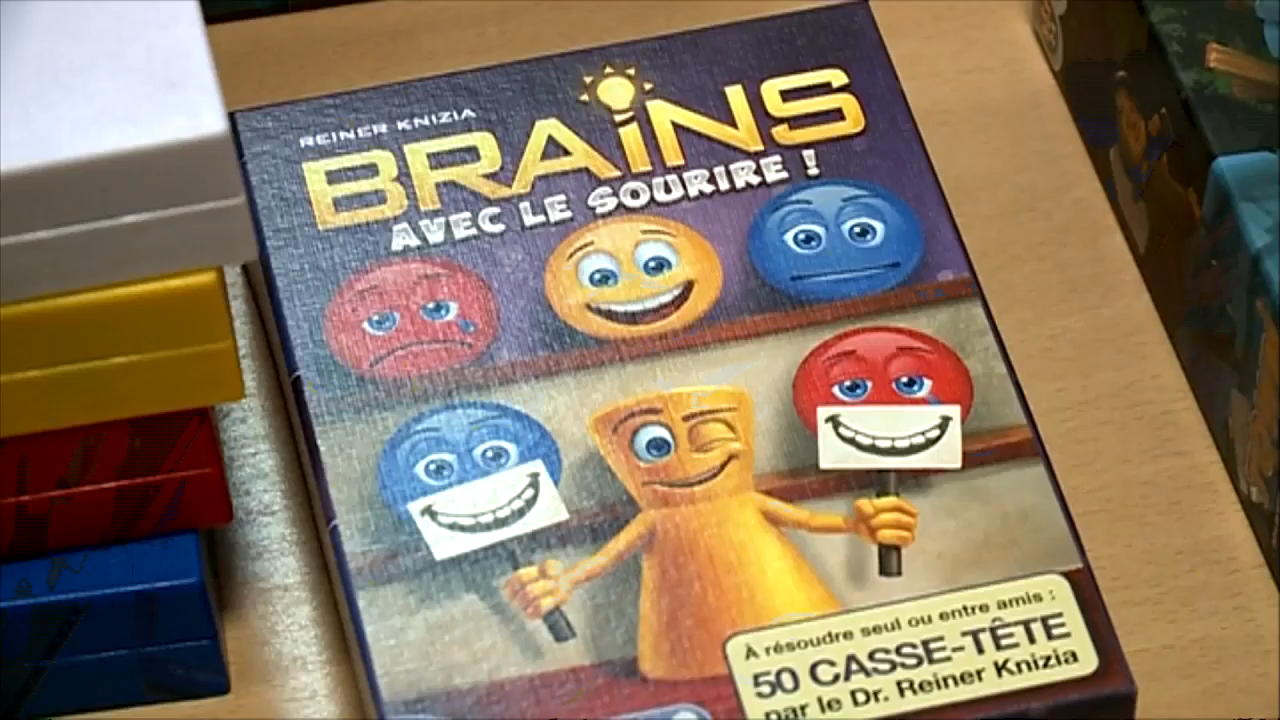 REINER KNIZIA
BRAiNS
AVEC LE SOURIRE !
À résoudre seul ou entre amis :
50 CASSE-TÊTE
par le Dr. Reiner Knizia